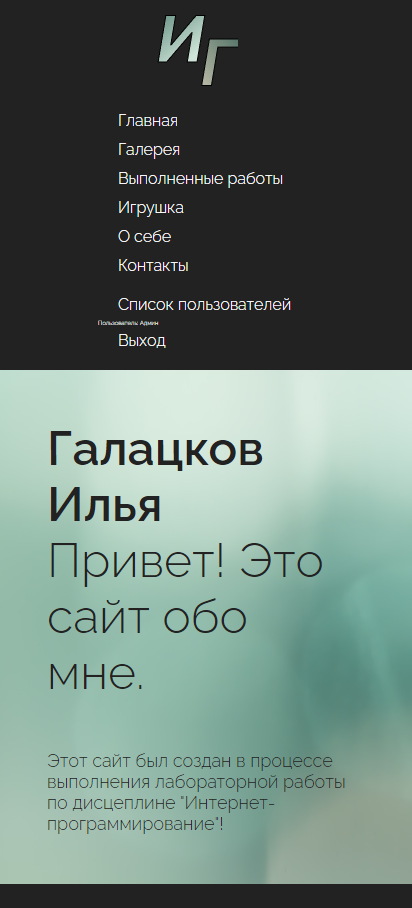 ИГ
Главная
Галерея
Выполненные работы
Игрушка
О себе
Контакты
Список пользователей
Пользователь: Админ
Выход
Галацков
Илья
Привет! Это
сайт обо
мне.
Этот сайт был создан в процессе
выполнения лабораторной работы
по дисцеплине "Интернет-
программирование"!